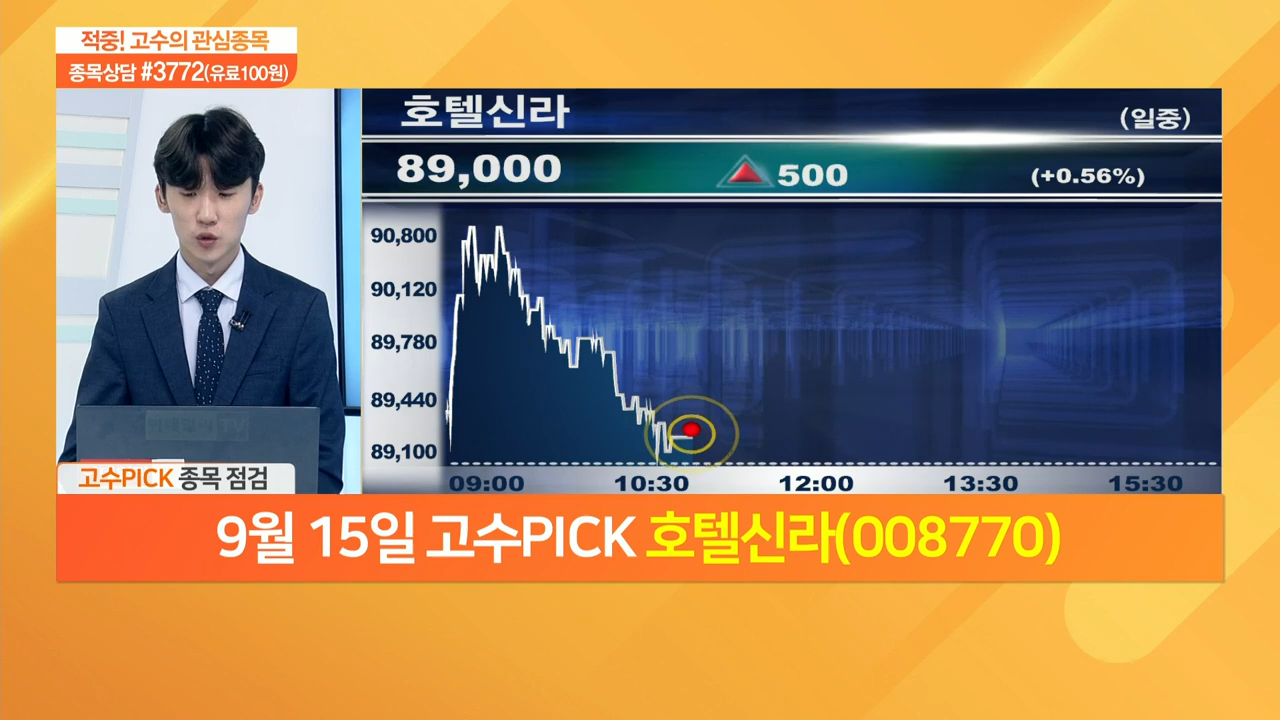 적중! 고수의 관심종목
종목상담 #3772(유료100원)
호텔신라
(일중)
89,000
500
(+0.56%)
90,800
90,120
89,780
89,440
89,100
09:00
10:30
12:00
13:30
15:30
고수PICK 종목 점검
9월 15일 고수PICK 호텔신라(008770)